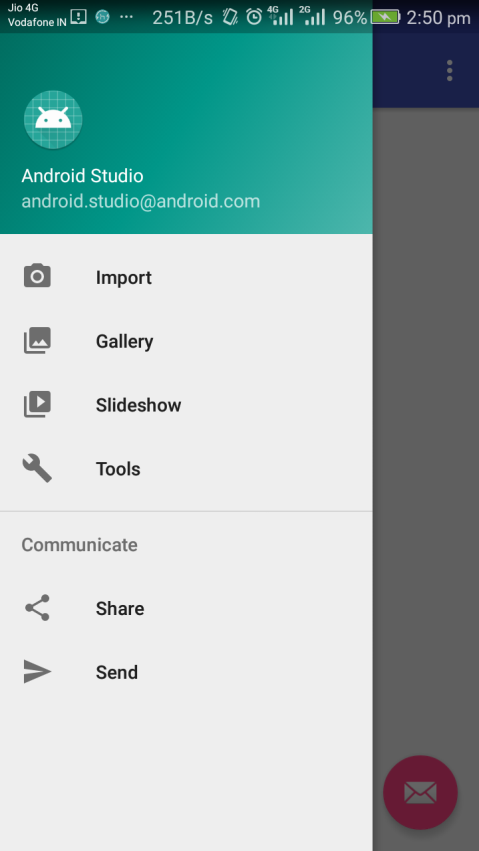 Jio 4G
Vodafone IN
251B/s 4G 2G 96% 2:50 pm
Android Studio
android.studio@android.com
Import
Gallery
Slideshow
Tools
Communicate
Share
Send